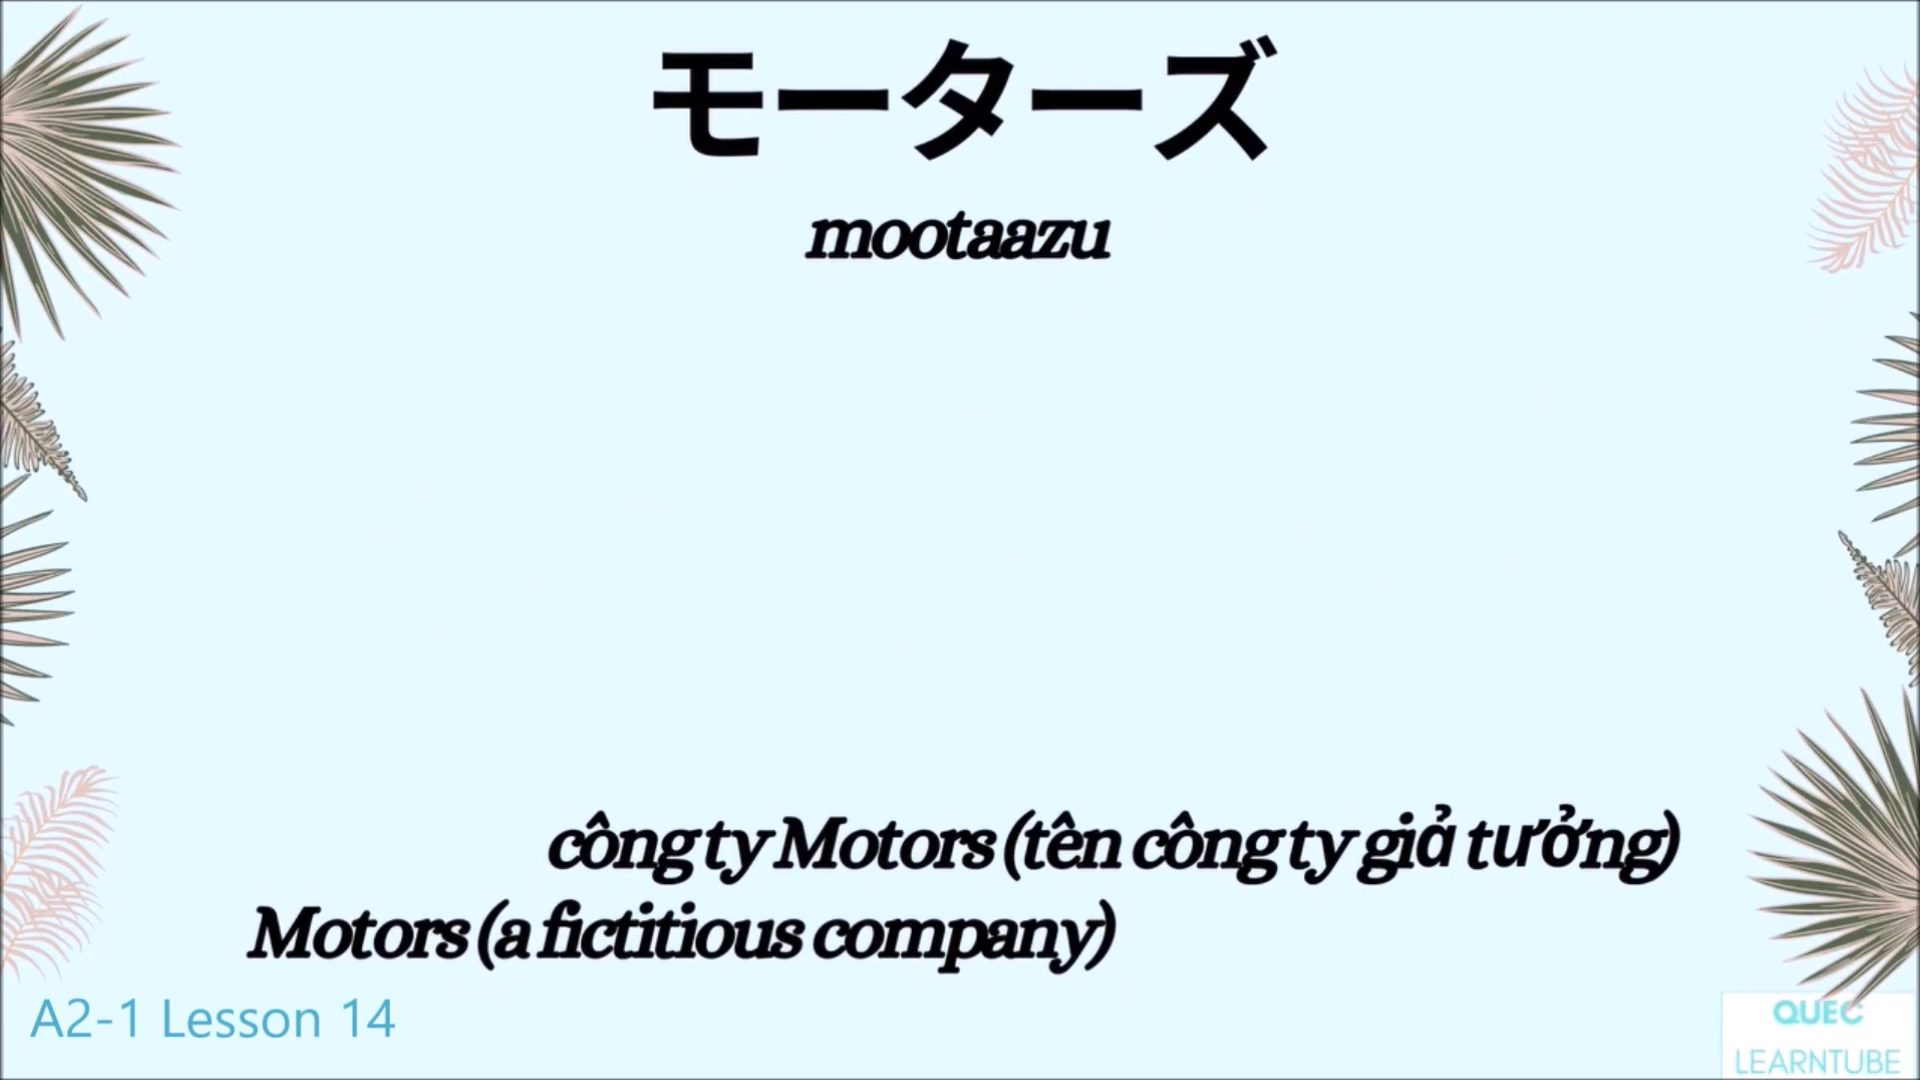 モーターズ
mootaazu
công ty Motors (tên công ty giả tưởng)
Motors (a fictitious company)
A2-1 Lesson 14
QUEC
LEARNTUBE